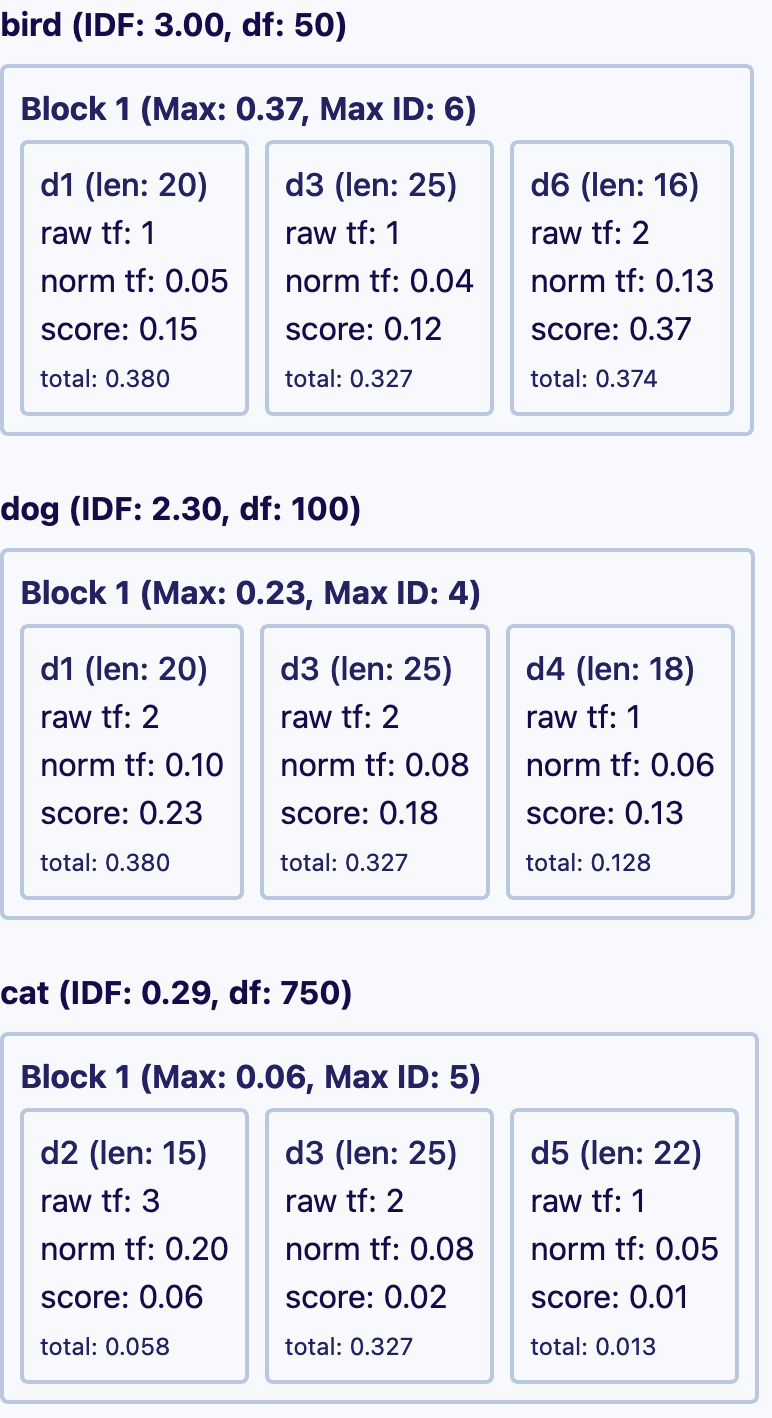 bird (IDF: 3.00, df: 50)
Block 1 (Max: 0.37, Max ID: 6)
d1 (len: 20)
raw tf: 1
norm tf: 0.05
score: 0.15
total: 0.380
d3 (len: 25)
raw tf: 1
norm tf: 0.04
score: 0.12
total: 0.327
d6 (len: 16)
raw tf: 2
norm tf: 0.13
score: 0.37
total: 0.374
dog (IDF: 2.30, df: 100)
Block 1 (Max: 0.23, Max ID: 4)
d1 (len: 20)
raw tf: 2
norm tf: 0.10
score: 0.23
total: 0.380
d3 (len: 25)
raw tf: 2
norm tf: 0.08
score: 0.18
total: 0.327
d4 (len: 18)
raw tf: 1
norm tf: 0.06
score: 0.13
total: 0.128
cat (IDF: 0.29, df: 750)
Block 1 (Max: 0.06, Max ID: 5)
d2 (len: 15)
raw tf: 3
norm tf: 0.20
score: 0.06
total: 0.058
d3 (len: 25)
raw tf: 2
norm tf: 0.08
score: 0.02
total: 0.327
d5 (len: 22)
raw tf: 1
norm tf: 0.05
score: 0.01
total: 0.013